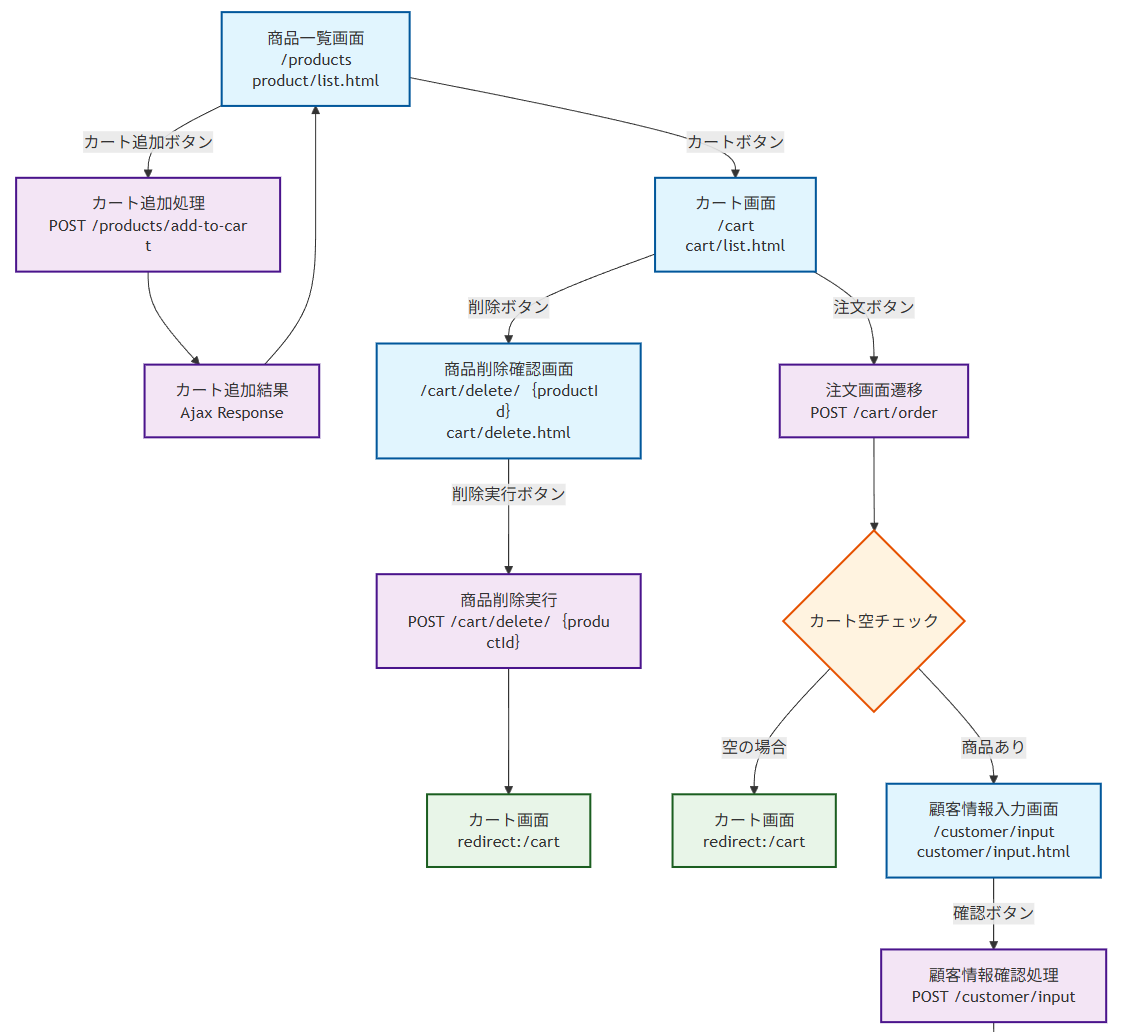 商品一覧画面
/products
product/list.html
カート追加ボタン
カートボタン
カート追加処理
POST /products/add-to-car
t
カート画面
/cart
cart/list.html
削除ボタン
注文ボタン
カート追加結果
Ajax Response
商品削除確認画面
/cart/delete/｛productI
d｝
cart/delete.html
注文画面遷移
POST /cart/order
削除実行ボタン
商品削除実行
POST /cart/delete/｛produ
ctId｝
カート空チェック
空の場合
商品あり
カート画面
redirect:/cart
カート画面
redirect:/cart
顧客情報入力画面
/customer/input
customer/input.html
確認ボタン
顧客情報確認処理
POST /customer/input